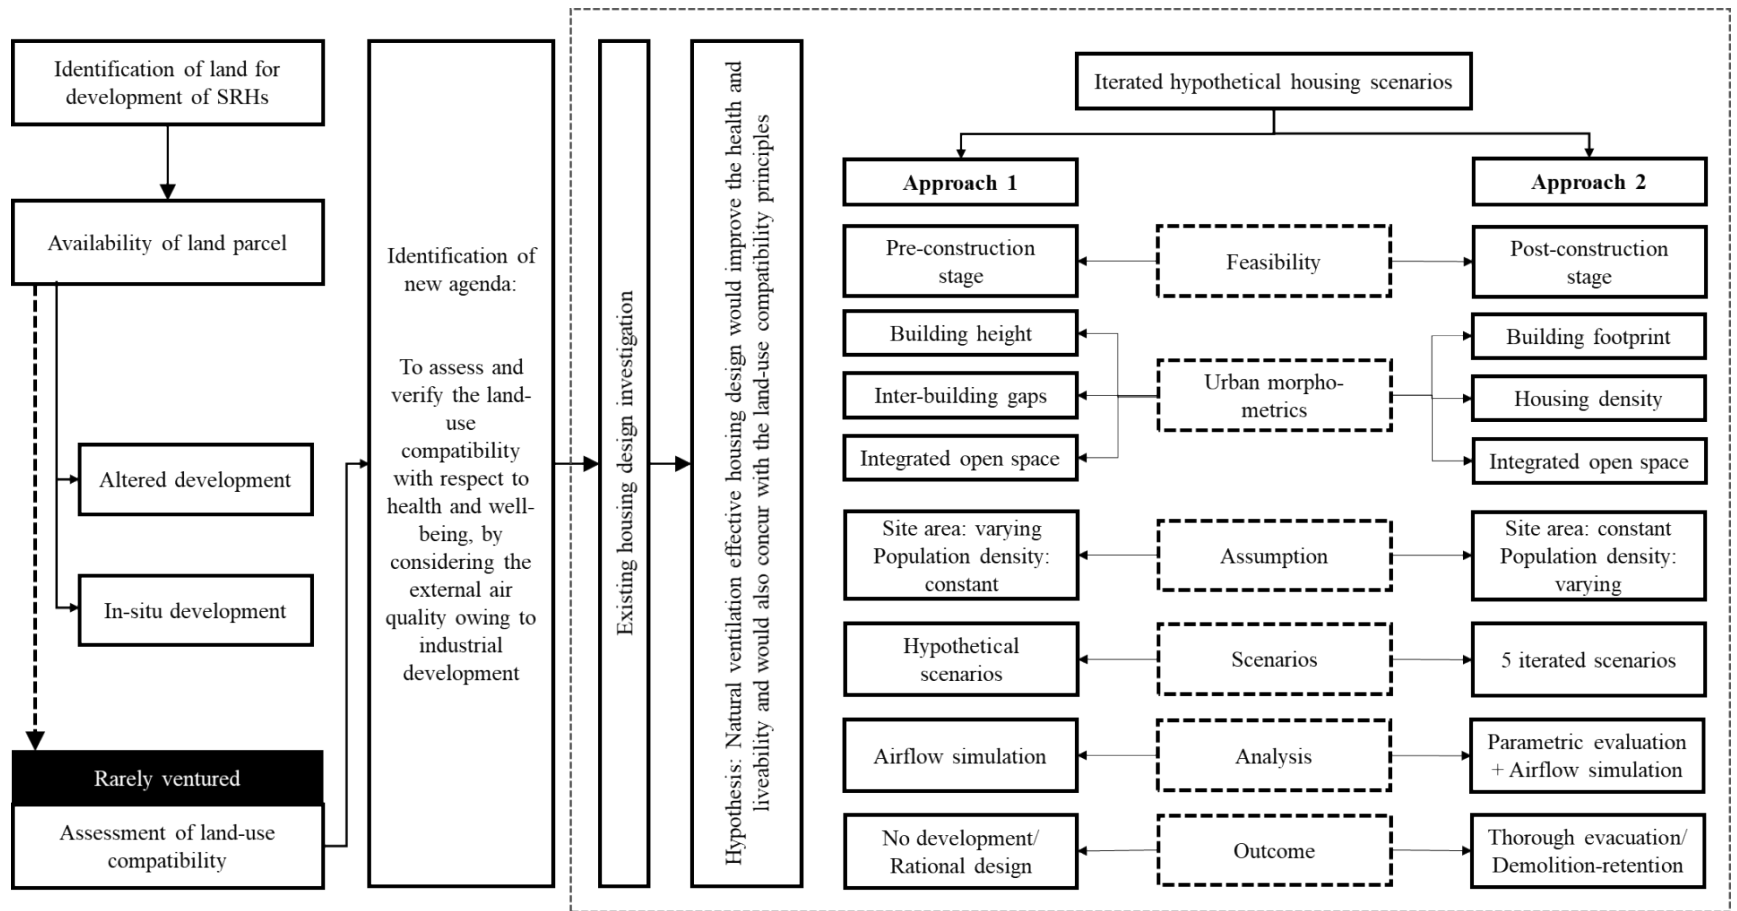 Identification of land for
development of SRHs
Availability of land parcel
Altered development
In-situ development
Rarely ventured
Assessment of land-use
compatibility
Identification of
new agenda:
To assess and
verify the land-
use
compatibility
with respect to
health and well-
being, by
considering the
external air
quality owing to
industrial
development
Existing housing design investigation
Hypothesis: Natural ventilation effective housing design would improve the health and
liveability and would also concur with the land-use compatibility principles
Iterated hypothetical housing scenarios
Approach 1
Approach 2
Pre-construction
stage
Feasibility
Post-construction
stage
Building height
Inter-building gaps
Integrated open space
Urban morpho-
metrics
Building footprint
Housing density
Integrated open space
Site area: varying
Population density:
constant
Assumption
Site area: constant
Population density:
varying
Hypothetical
scenarios
Scenarios
5 iterated scenarios
Airflow simulation
Analysis
Parametric evaluation
+ Airflow simulation
No development/
Rational design
Outcome
Thorough evacuation/
Demolition-retention